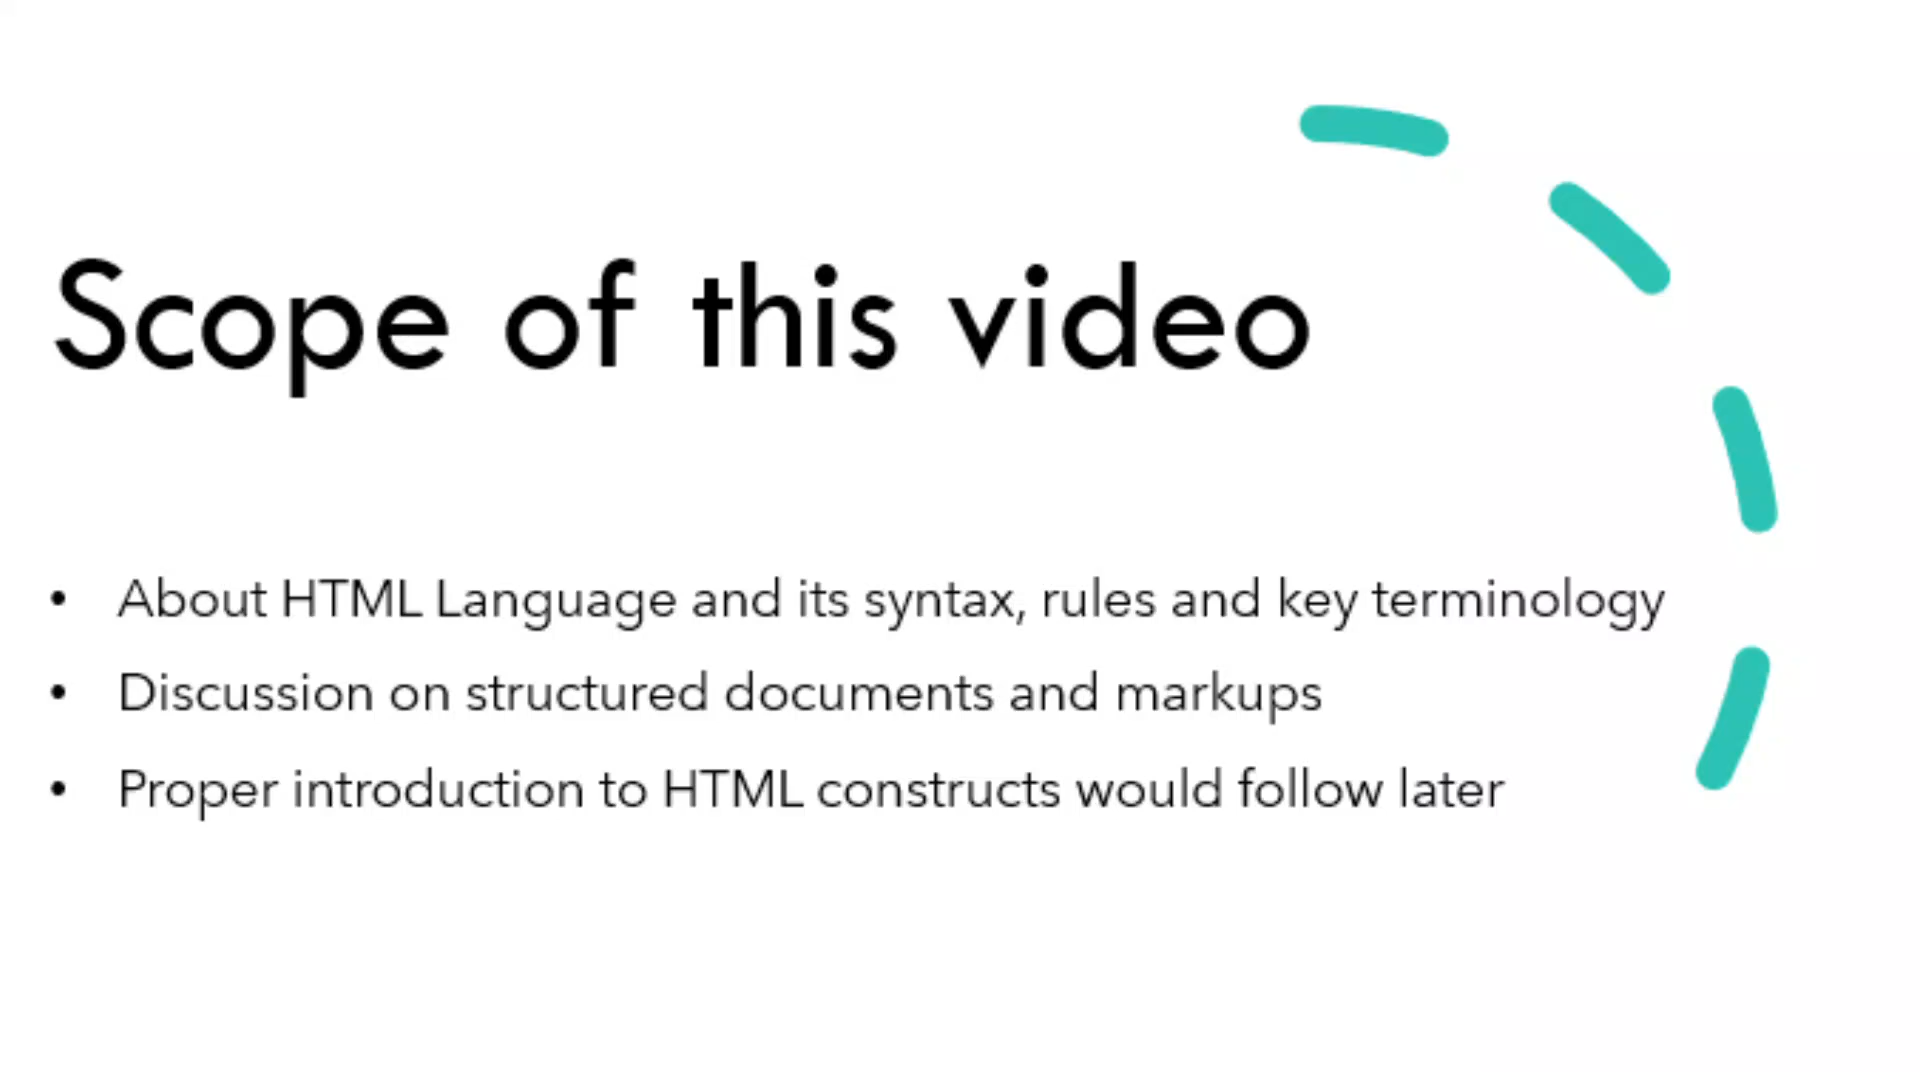 Scope of this video
• About HTML Language and its syntax, rules and key terminology
• Discussion on structured documents and markups
• Proper introduction to HTML constructs would follow later